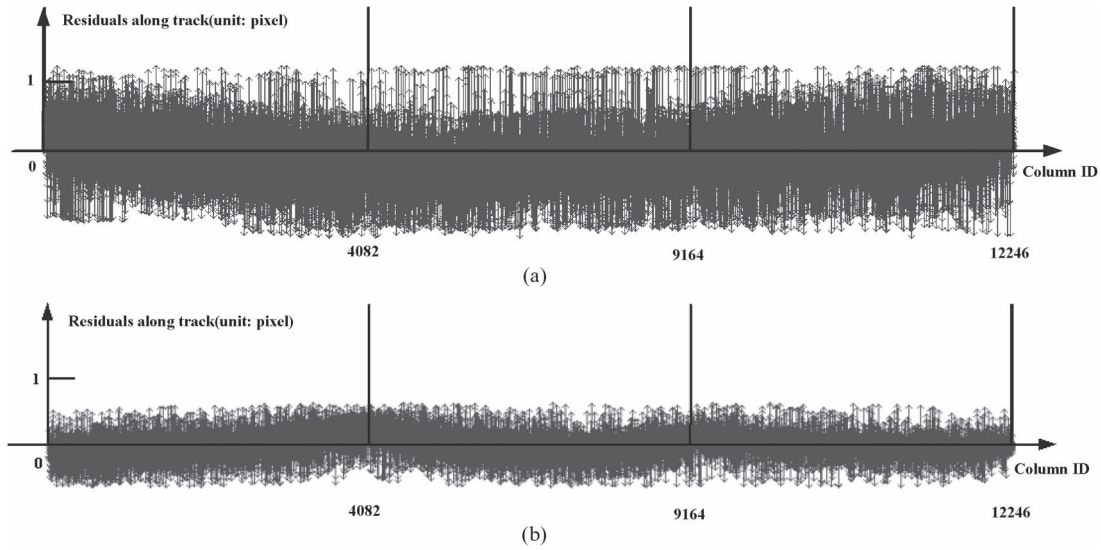 Residuals along track(unit: pixel)
1
0
Column ID
4082
9164
12246
(a)
Residuals along track(unit: pixel)
1
0
Column ID
4082
9164
12246
(b)